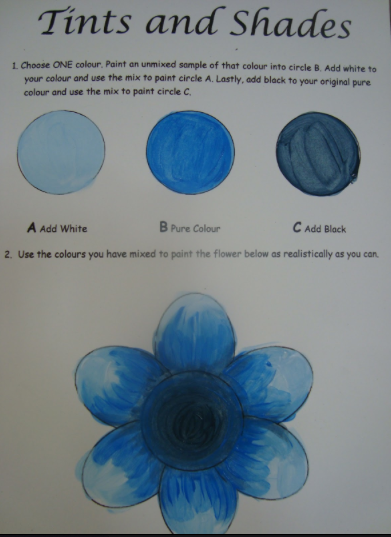 Tints and Shades
1. Choose ONE colour. Paint an unmixed sample of that colour into circle B. Add white to
your colour and use the mix to paint circle A. Lastly, add black to your original pure
colour and use the mix to paint circle C.
A Add White
B Pure Colour
C Add Black
2. Use the colours you have mixed to paint the flower below as realistically as you can.